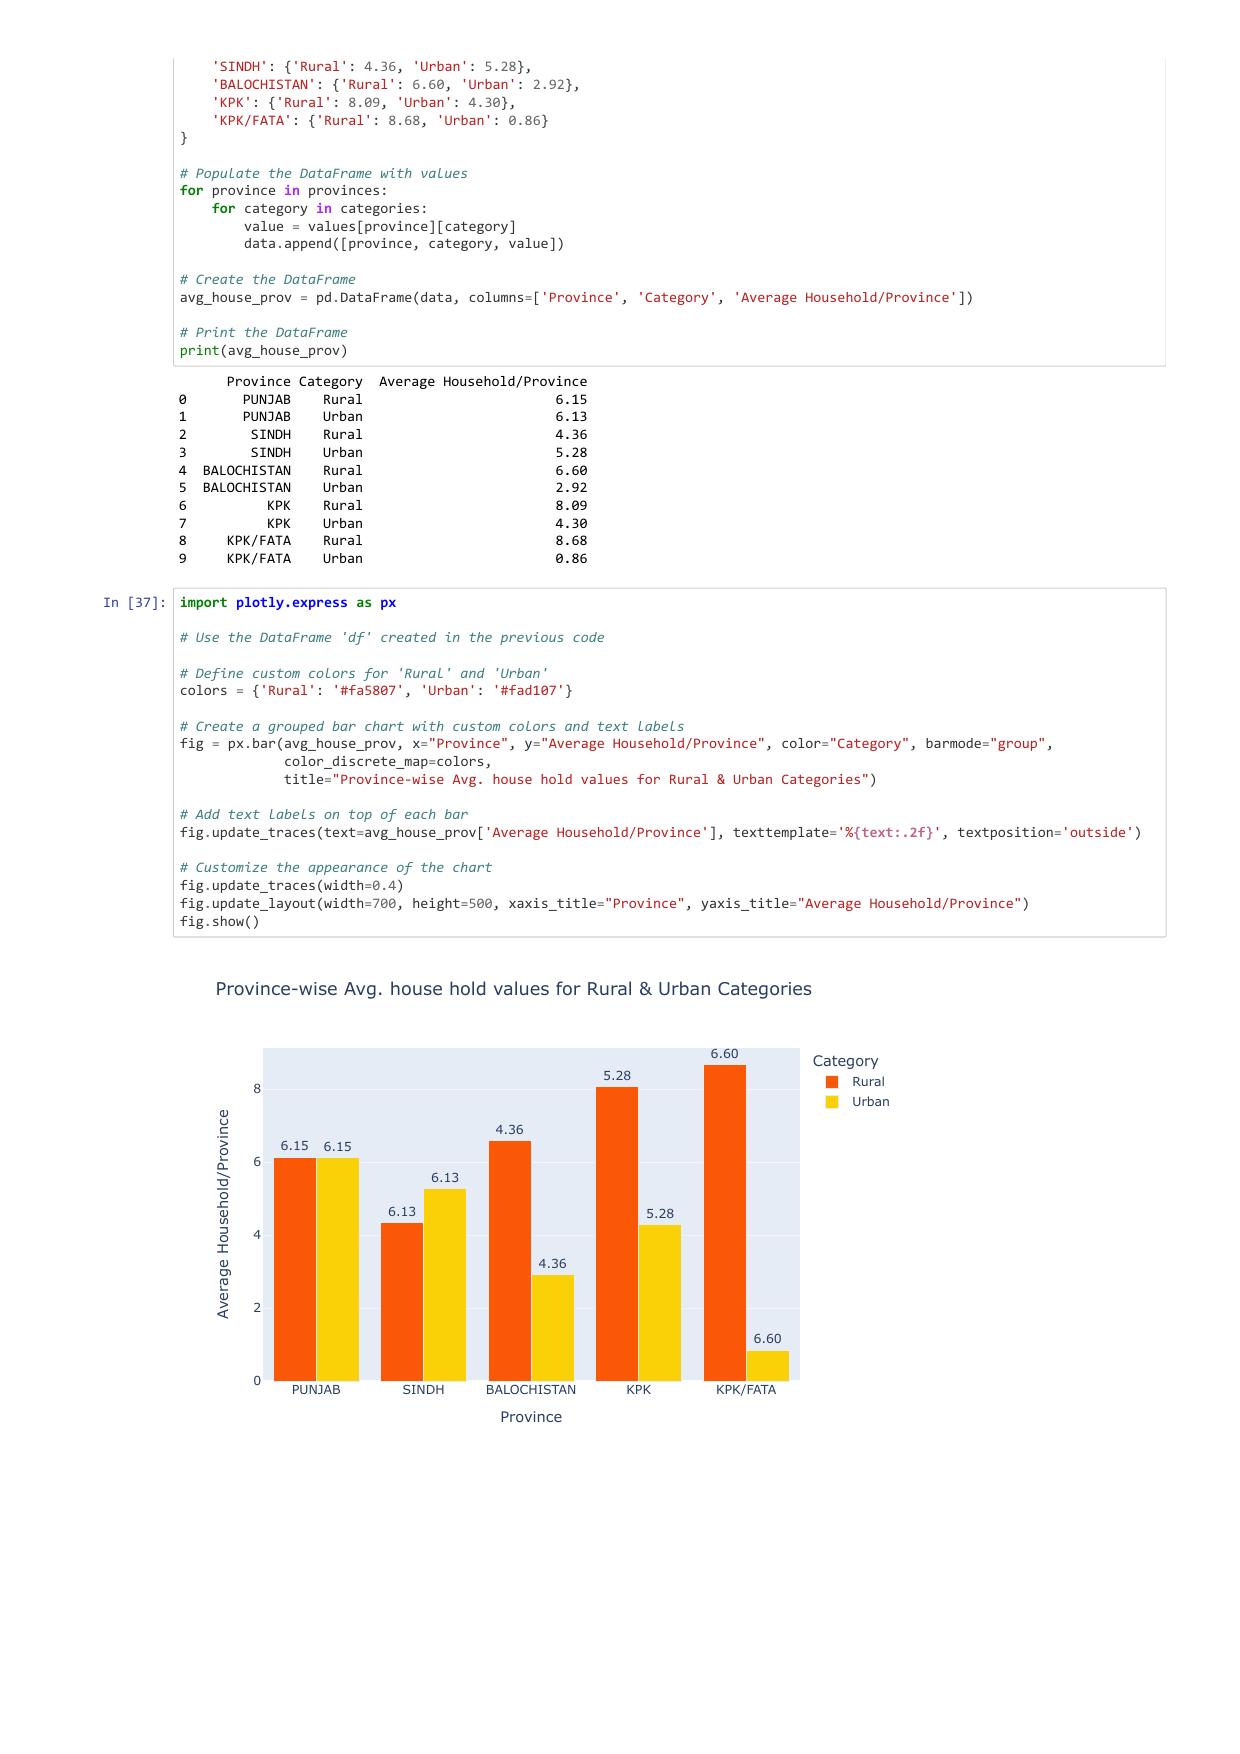 'SINDH': {'Rural': 4.36, 'Urban': 5.28},
    'BALOCHISTAN': {'Rural': 6.60, 'Urban': 2.92},
    'KPK': {'Rural': 8.09, 'Urban': 4.30},
    'KPK/FATA': {'Rural': 8.68, 'Urban': 0.86}
}
# Populate the DataFrame with values
for province in provinces:
    for category in categories:
        value = values[province][category]
        data.append([province, category, value])
# Create the DataFrame
avg_house_prov = pd.DataFrame(data, columns=['Province', 'Category', 'Average Household/Province'])
# Print the DataFrame
print(avg_house_prov)
Province Category Average Household/Province
0 PUNJAB Rural 6.15
1 PUNJAB Urban 6.13
2 SINDH Rural 4.36
3 SINDH Urban 5.28
4 BALOCHISTAN Rural 6.60
5 BALOCHISTAN Urban 2.92
6 KPK Rural 8.09
7 KPK Urban 4.30
8 KPK/FATA Rural 8.68
9 KPK/FATA Urban 0.86
In [37]: import plotly.express as px
# Use the DataFrame 'df' created in the previous code
# Define custom colors for 'Rural' and 'Urban'
colors = {'Rural': '#fa5807', 'Urban': '#fad107'}
# Create a grouped bar chart with custom colors and text labels
fig = px.bar(avg_house_prov, x="Province", y="Average Household/Province", color="Category", barmode="group",
             color_discrete_map=colors,
             title="Province-wise Avg. house hold values for Rural & Urban Categories")
# Add text labels on top of each bar
fig.update_traces(text=avg_house_prov['Average Household/Province'], texttemplate='%{text:.2f}', textposition='outside')
# Customize the appearance of the chart
fig.update_traces(width=0.4)
fig.update_layout(width=700, height=500, xaxis_title="Province", yaxis_title="Average Household/Province")
fig.show()
Province-wise Avg. house hold values for Rural & Urban Categories
Category
Rural
Urban
Average Household/Province
8
6
4
2
0
6.15 6.15
6.13 6.13
4.36 4.36
5.28 5.28
6.60 6.60
PUNJAB SINDH BALOCHISTAN KPK KPK/FATA
Province